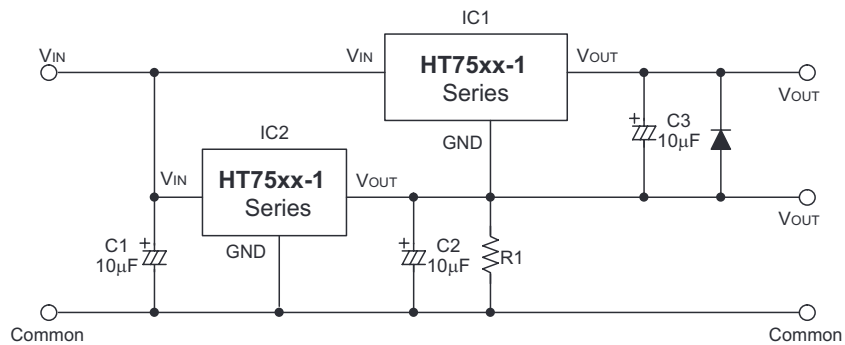 IC1
VIN
VIN
HT75xx-1
Series
VOUT
VOUT
GND
C3
10μF
IC2
VIN
HT75xx-1
Series
VOUT
VOUT
GND
C1
10μF
C2
10μF
R1
Common
Common
+
+
+